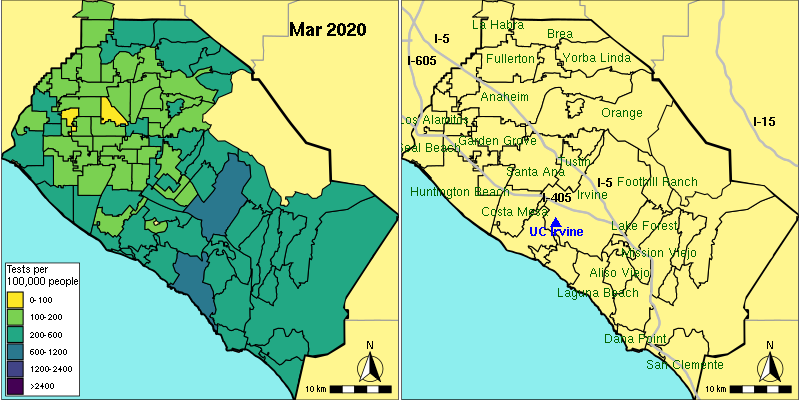 Mar 2020
Tests per
100,000 people
0-100
100-200
200-600
600-1200
1200-2400
>2400
N
10 km
La Habra
Brea
I-5
I-605
Fullerton
Yorba Linda
Anaheim
Orange
I-15
Los Alamitos
Garden Grove
Seal Beach
Tustin
Santa Ana
I-5
Foothill Ranch
Huntington Beach
I-405
Irvine
Costa Mesa
Lake Forest
UC Irvine
Mission Viejo
Aliso Viejo
Laguna Beach
Dana Point
San Clemente
N
10 km